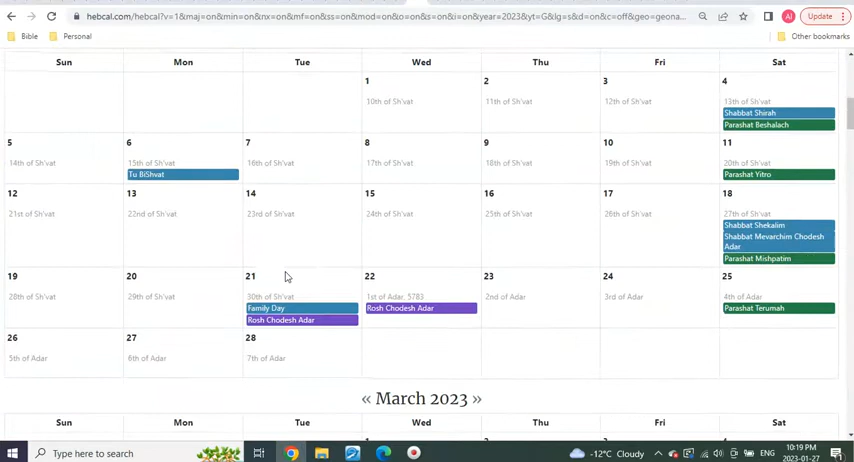 hebcal.com/hebcal?v=1&maj=on&min=on&nx=on&mf=on&ss=on&mod=on&o=on&s=on&i=on&year=2023&yt=G&lg=s&d=on&c=off&geo=geona...
AI
Update
Bible
Personal
Other bookmarks
Sun Mon Tue Wed Thu Fri Sat
1 2 3 4
10th of Sh'vat 11th of Sh'vat 12th of Sh'vat 13th of Sh'vat
Shabbat Shirah
Parashat Beshalach
5 6 7 8 9 10 11
14th of Sh'vat 15th of Sh'vat 16th of Sh'vat 17th of Sh'vat 18th of Sh'vat 19th of Sh'vat 20th of Sh'vat
Tu BiShvat Parashat Yitro
12 13 14 15 16 17 18
21st of Sh'vat 22nd of Sh'vat 23rd of Sh'vat 24th of Sh'vat 25th of Sh'vat 26th of Sh'vat 27th of Sh'vat
Shabbat Shekalim
Shabbat Mevarchim Chodesh
Adar
Parashat Mishpatim
19 20 21 22 23 24 25
28th of Sh'vat 29th of Sh'vat 30th of Sh'vat 1st of Adar, 5783 2nd of Adar 3rd of Adar 4th of Adar
Family Day Rosh Chodesh Adar Parashat Terumah
Rosh Chodesh Adar
26 27 28
5th of Adar 6th of Adar 7th of Adar
« March 2023 »
Sun Mon Tue Wed Thu Fri Sat
Type here to search
-12°C Cloudy
ENG
10:19 PM
2023-01-27